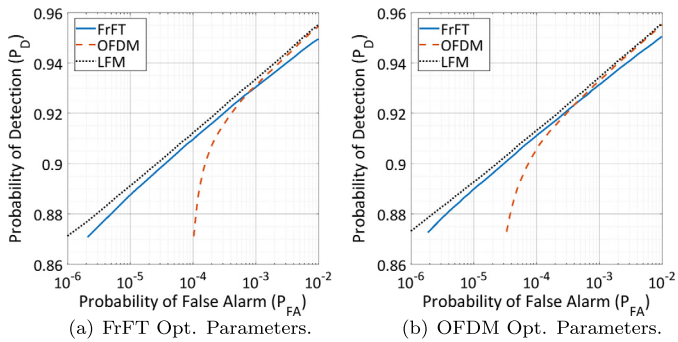 0.96
0.94
0.92
0.9
0.88
0.86
Probability of Detection (P_D)
FrFT
OFDM
LFM
10^-6 10^-5 10^-4 10^-3 10^-2
Probability of False Alarm (P_FA)
(a) FrFT Opt. Parameters.
0.96
0.94
0.92
0.9
0.88
0.86
Probability of Detection (P_D)
FrFT
OFDM
LFM
10^-6 10^-5 10^-4 10^-3 10^-2
Probability of False Alarm (P_FA)
(b) OFDM Opt. Parameters.